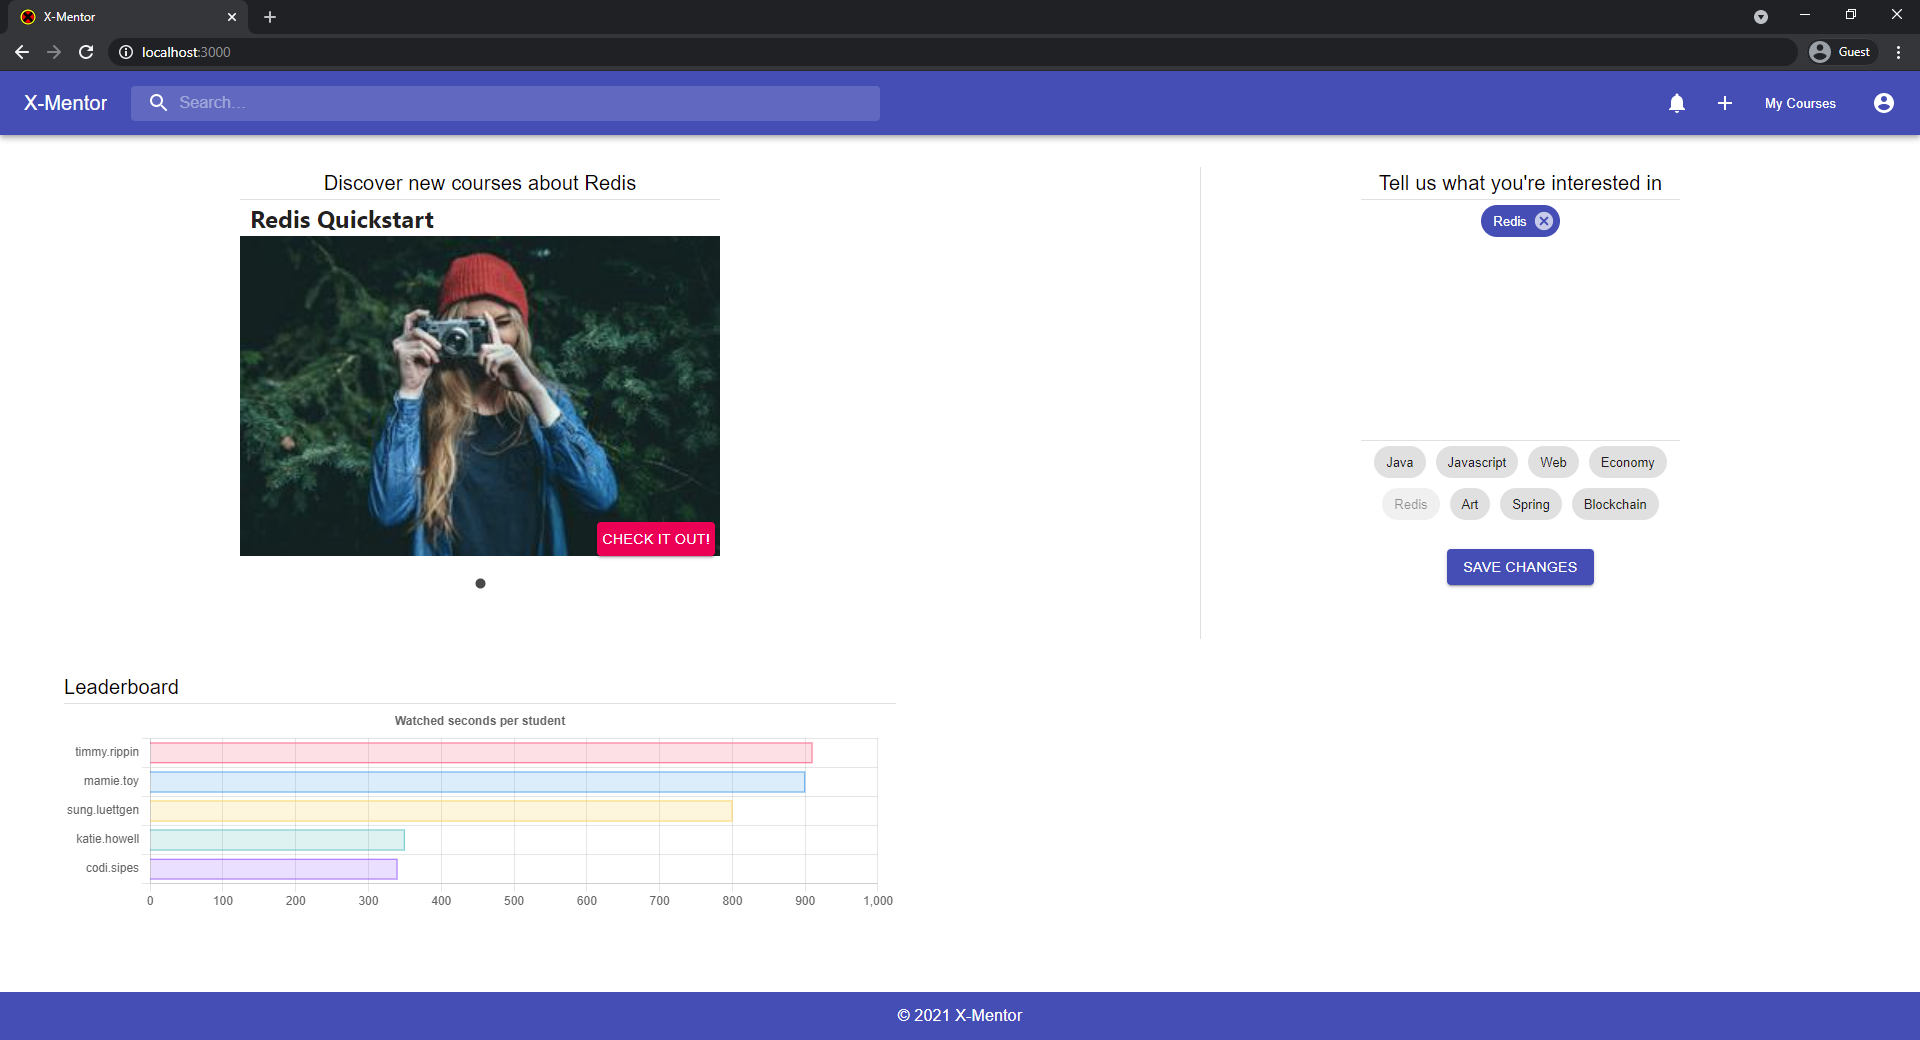 X-Mentor
localhost:3000
Guest
X-Mentor
Search...
My Courses
Discover new courses about Redis
Redis Quickstart
CHECK IT OUT!
Tell us what you're interested in
Redis
Java Javascript Web Economy
Redis Art Spring Blockchain
SAVE CHANGES
Leaderboard
Watched seconds per student
timmy.rippin
mamie.toy
sung.luettgen
katie.howell
codi.sipes
0 100 200 300 400 500 600 700 800 900 1,000
© 2021 X-Mentor